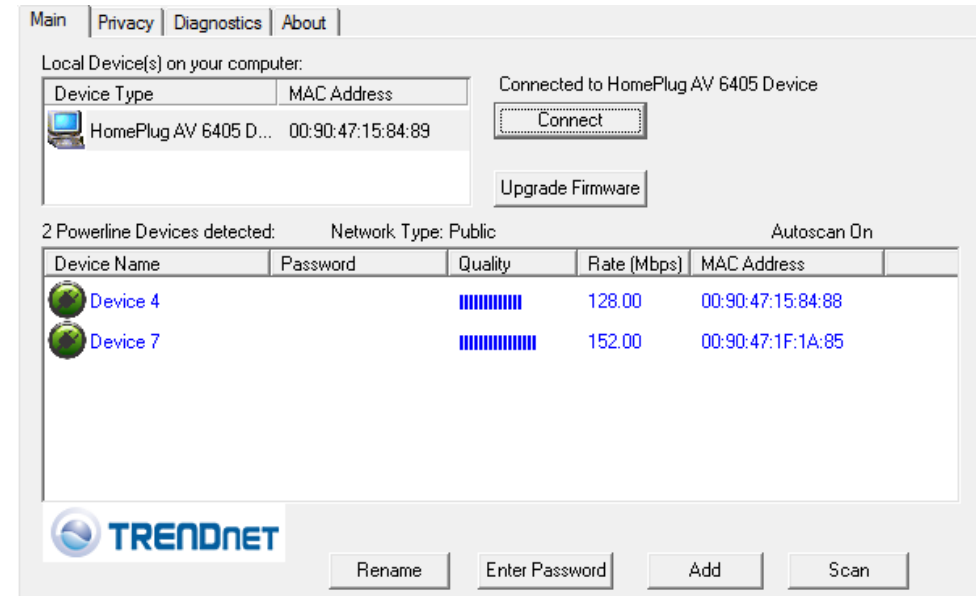 Main Privacy Diagnostics About
Local Device(s) on your computer:
Device Type MAC Address
HomePlug AV 6405 D... 00:90:47:15:84:89
Connected to HomePlug AV 6405 Device
Connect
Upgrade Firmware
2 Powerline Devices detected: Network Type: Public Autoscan On
Device Name Password Quality Rate (Mbps) MAC Address
Device 4 128.00 00:90:47:15:84:88
Device 7 152.00 00:90:47:1F:1A:85
TRENDNET
Rename Enter Password Add Scan